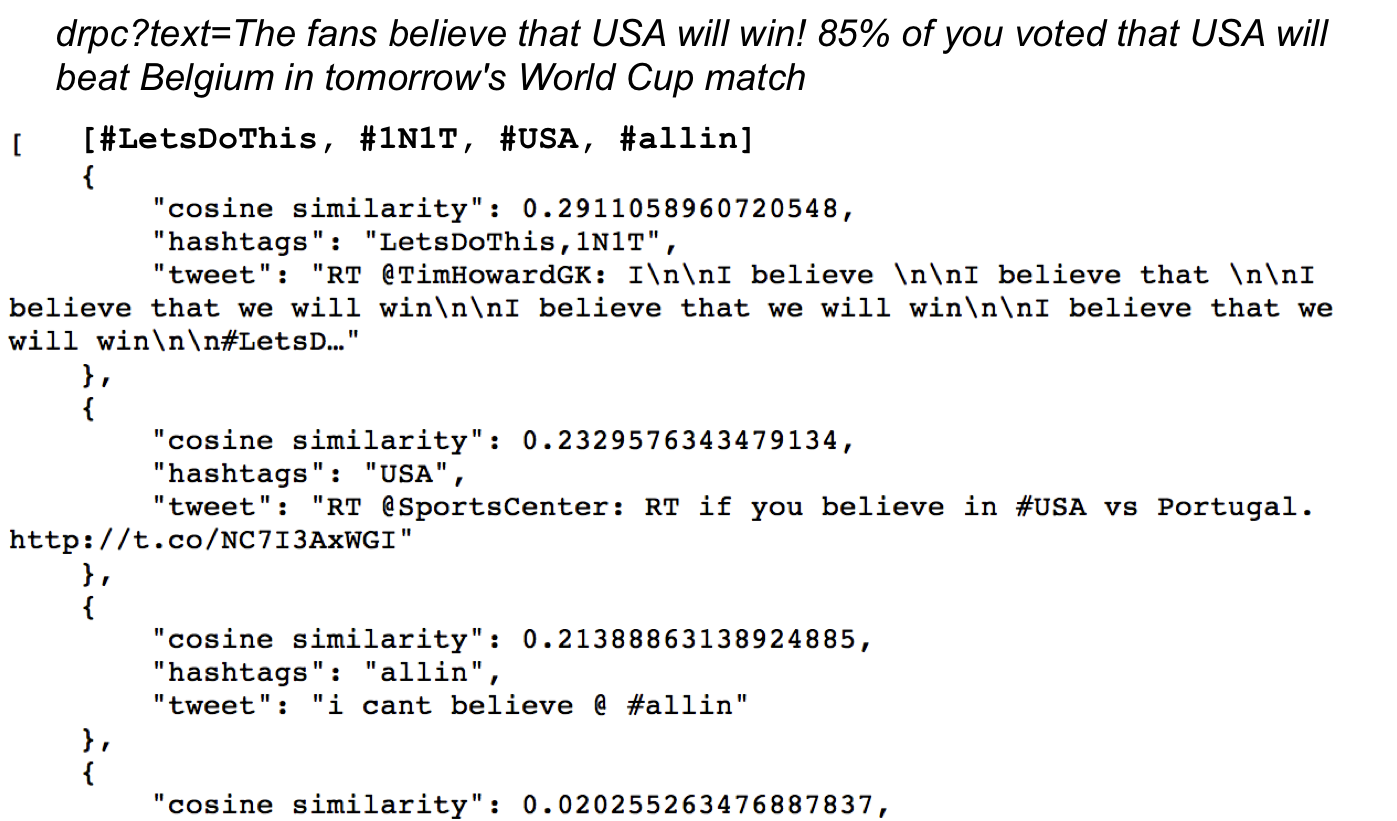 drpc?text=The fans believe that USA will win! 85% of you voted that USA will
beat Belgium in tomorrow's World Cup match
[ [#LetsDoThis, #1N1T, #USA, #allin]
{
"cosine similarity": 0.2911058960720548,
"hashtags": "LetsDoThis,1N1T",
"tweet": "RT @TimHowardGK: I\n\nI believe \n\nI believe that \n\nI
believe that we will win\n\nI believe that we will win\n\nI believe that we
will win\n\n#LetsD…"
},
{
"cosine similarity": 0.2329576343479134,
"hashtags": "USA",
"tweet": "RT @SportsCenter: RT if you believe in #USA vs Portugal.
http://t.co/NC7I3AxWGI"
},
{
"cosine similarity": 0.21388863138924885,
"hashtags": "allin",
"tweet": "i cant believe @ #allin"
},
{
"cosine similarity": 0.020255263476887837,